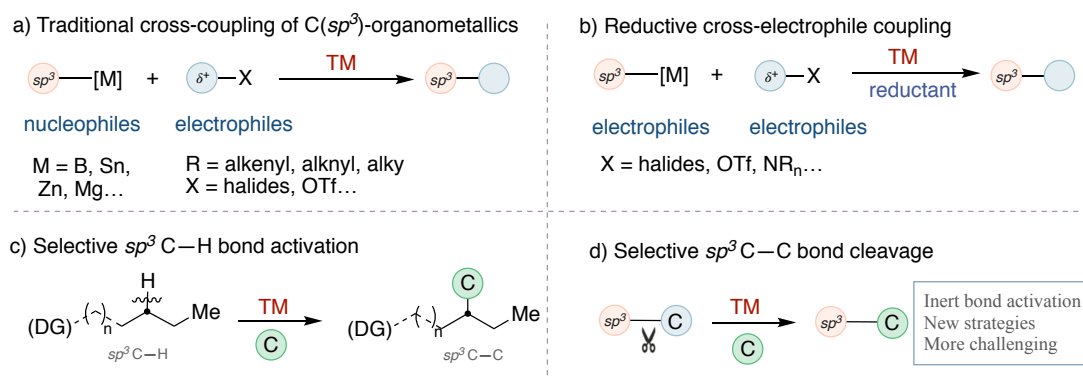 a) Traditional cross-coupling of C(sp³)-organometallics
sp³ —[M] + δ⁺ —X TM sp³
nucleophiles electrophiles
M = B, Sn,
Zn, Mg...
R = alkenyl, alknyl, alky
X = halides, OTf...
b) Reductive cross-electrophile coupling
sp³ —[M] + δ⁺ —X TM sp³
reductant
electrophiles electrophiles
X = halides, OTf, NRₙ...
c) Selective sp³ C—H bond activation
H
(DG) n Me
sp³ C—H
TM
C
C
(DG) n Me
sp³ C—C
d) Selective sp³ C—C bond cleavage
sp³ C TM sp³ C
C
Inert bond activation
New strategies
More challenging